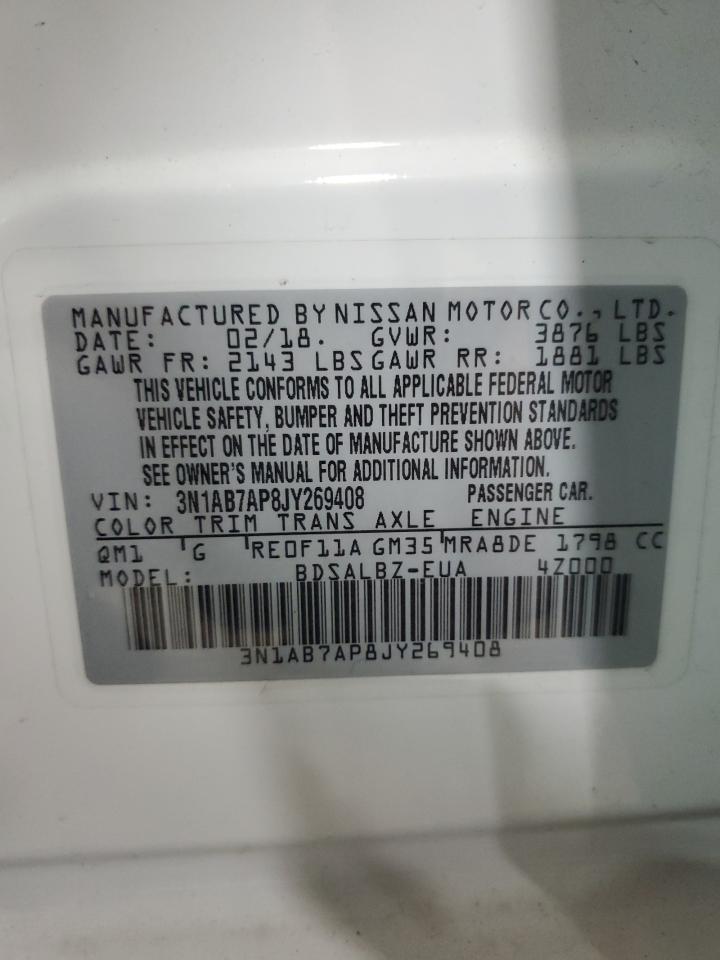 MANUFACTURED BY NISSAN MOTOR CO., LTD.
DATE: 02/18. GVWR: 3876 LBS
GAWR FR: 2143 LBS GAWR RR: 1881 LBS
THIS VEHICLE CONFORMS TO ALL APPLICABLE FEDERAL MOTOR
VEHICLE SAFETY, BUMPER AND THEFT PREVENTION STANDARDS
IN EFFECT ON THE DATE OF MANUFACTURE SHOWN ABOVE.
SEE OWNER'S MANUAL FOR ADDITIONAL INFORMATION.
VIN: 3N1AB7AP8JY269408 PASSENGER CAR.
COLOR TRIM TRANS AXLE ENGINE
QM1 G RE0F11A GM35 MRA8DE 1798 CC
MODEL: BDSALBZ-EUA 4Z000
3N1AB7AP8JY269408